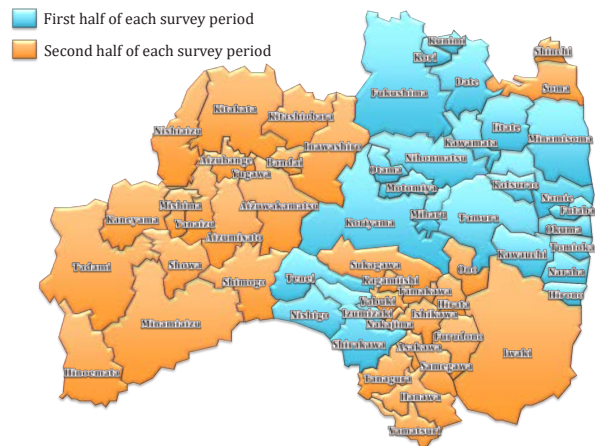 First half of each survey period
Second half of each survey period
Kunimi
Kori
Shinchi
Date
Soma
Fukushima
Kitakata
Kitashiobara
Iitate
Minamisoma
Nishiaizu
Kawamata
Inawashiro
Nihonmatsu
Aizubange
Bandai
Yugawa
Otama
Motomiya
Katsurao
Namie
Futaba
Mishima
Kaneyama
Yanaizu
Aizuwakamatsu
Koriyama
Miharu
Tamura
Okuma
Tomioka
Aizumisato
Kawauchi
Tadami
Showa
Sukagawa
Ono
Naraha
Shimogo
Tenei
Kagamiishi
Tamakawa
Hirono
Yabuki
Hirata
Nishigo
Izumizaki
Ishikawa
Minamiaizu
Nakajima
Furudono
Shirakawa
Asakawa
Iwaki
Samegawa
Hinoemata
Tanagura
Hanawa
Yamatsuri